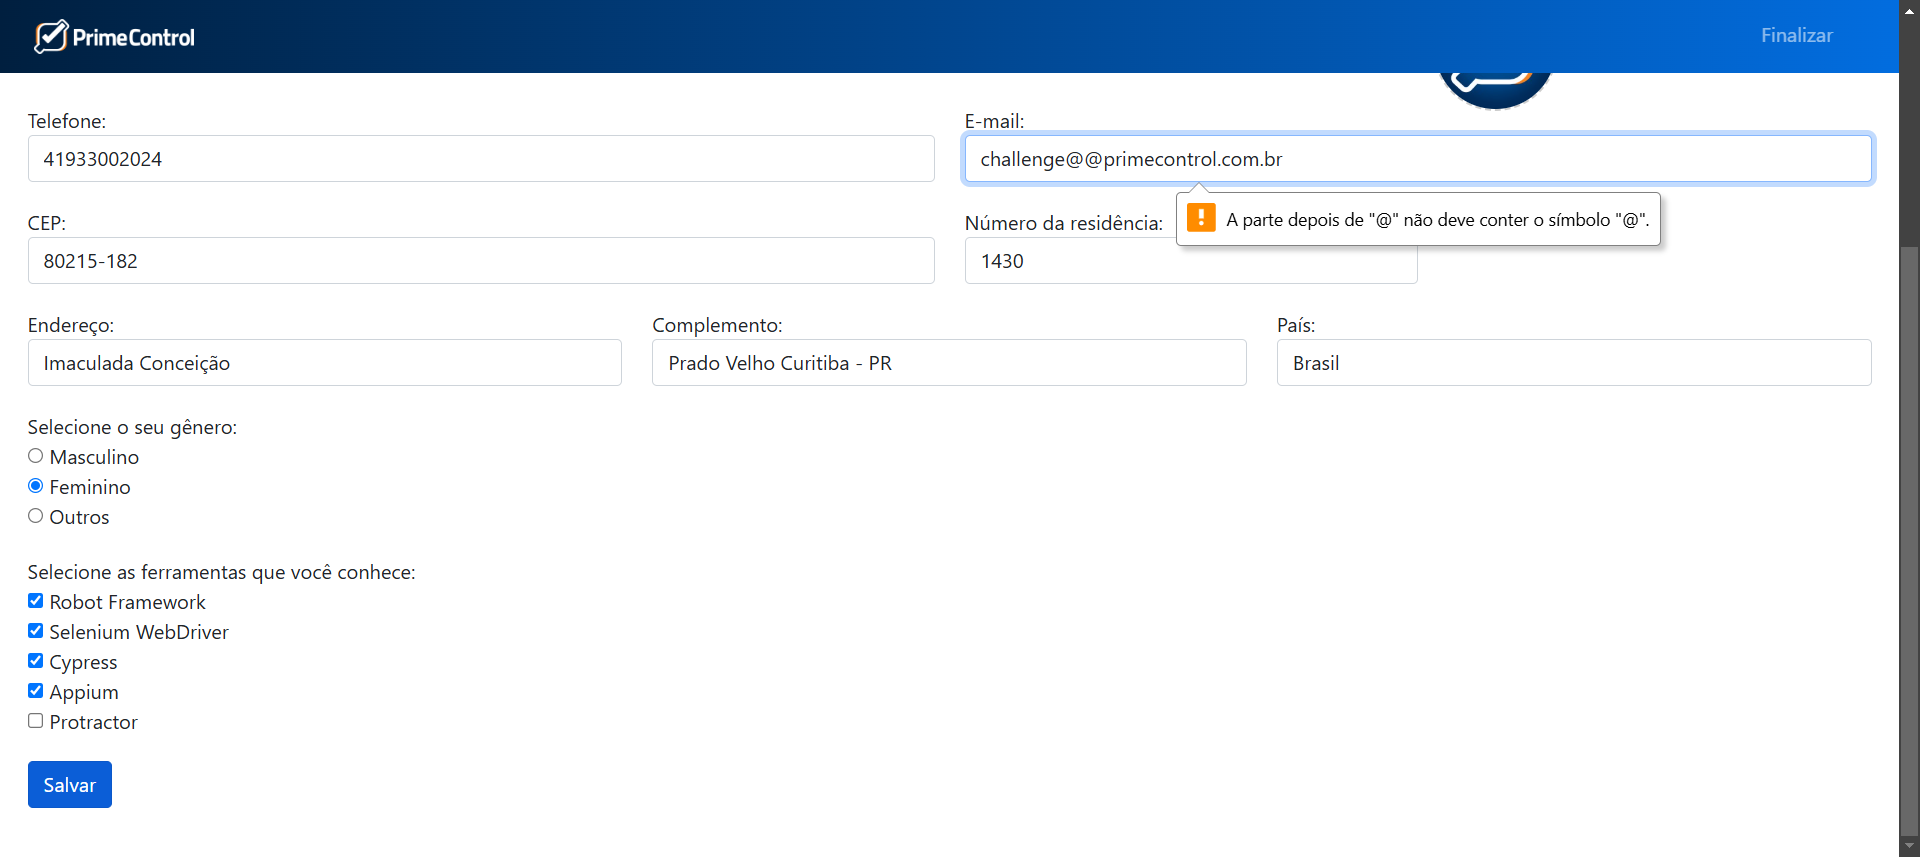 PrimeControl
Finalizar
Telefone:
41933002024
E-mail:
challenge@@primecontrol.com.br
A parte depois de "@" não deve conter o símbolo "@".
CEP:
80215-182
Número da residência:
1430
Endereço:
Imaculada Conceição
Complemento:
Prado Velho Curitiba - PR
País:
Brasil
Selecione o seu gênero:
Masculino
Feminino
Outros
Selecione as ferramentas que você conhece:
Robot Framework
Selenium WebDriver
Cypress
Appium
Protractor
Salvar